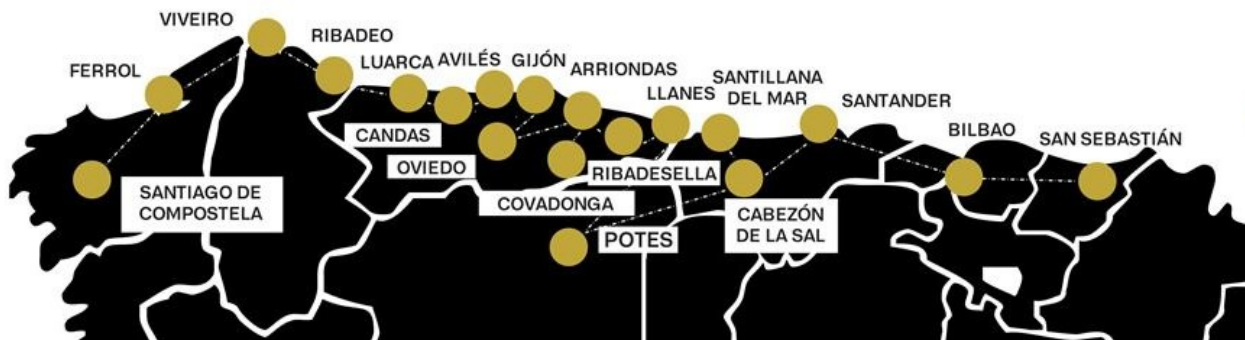 VIVEIRO
RIBADEO
FERROL
LUARCA
AVILÉS
GIJÓN
ARRIONDAS
LLANES
SANTILLANA
DEL MAR
SANTANDER
BILBAO
SAN SEBASTIÁN
CANDAS
OVIEDO
RIBADESELLA
SANTIAGO DE
COMPOSTELA
COVADONGA
CABEZÓN
DE LA SAL
POTES